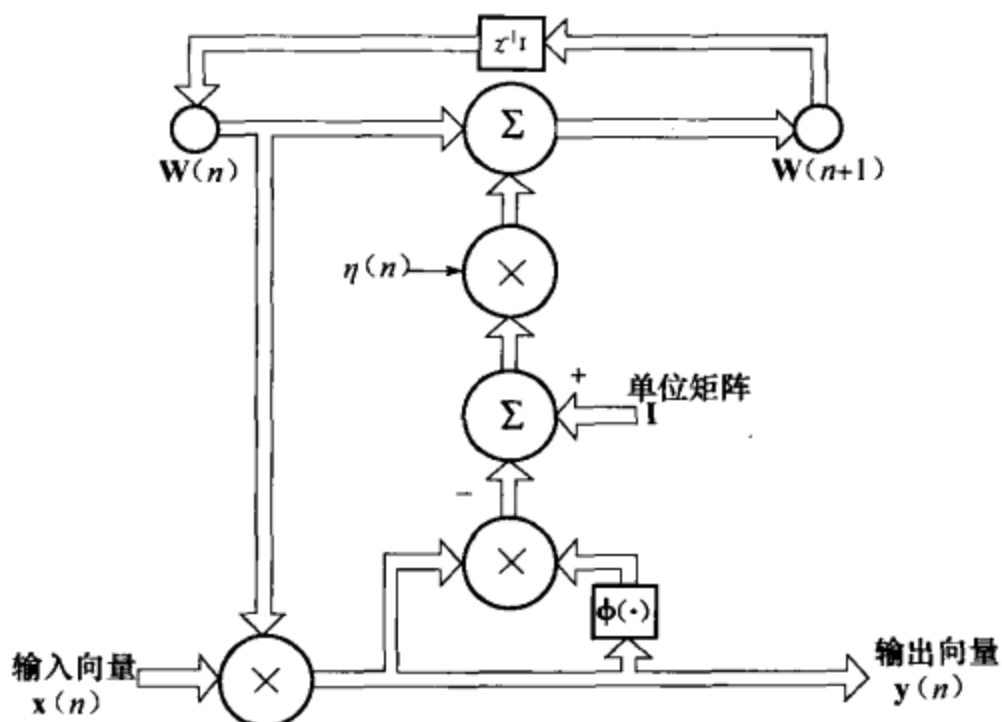 z⁻¹I
Σ
W(n)
W(n+1)
η(n)
×
+
单位矩阵
I
Σ
−
×
ϕ(·)
输入向量
x(n)
×
输出向量
y(n)